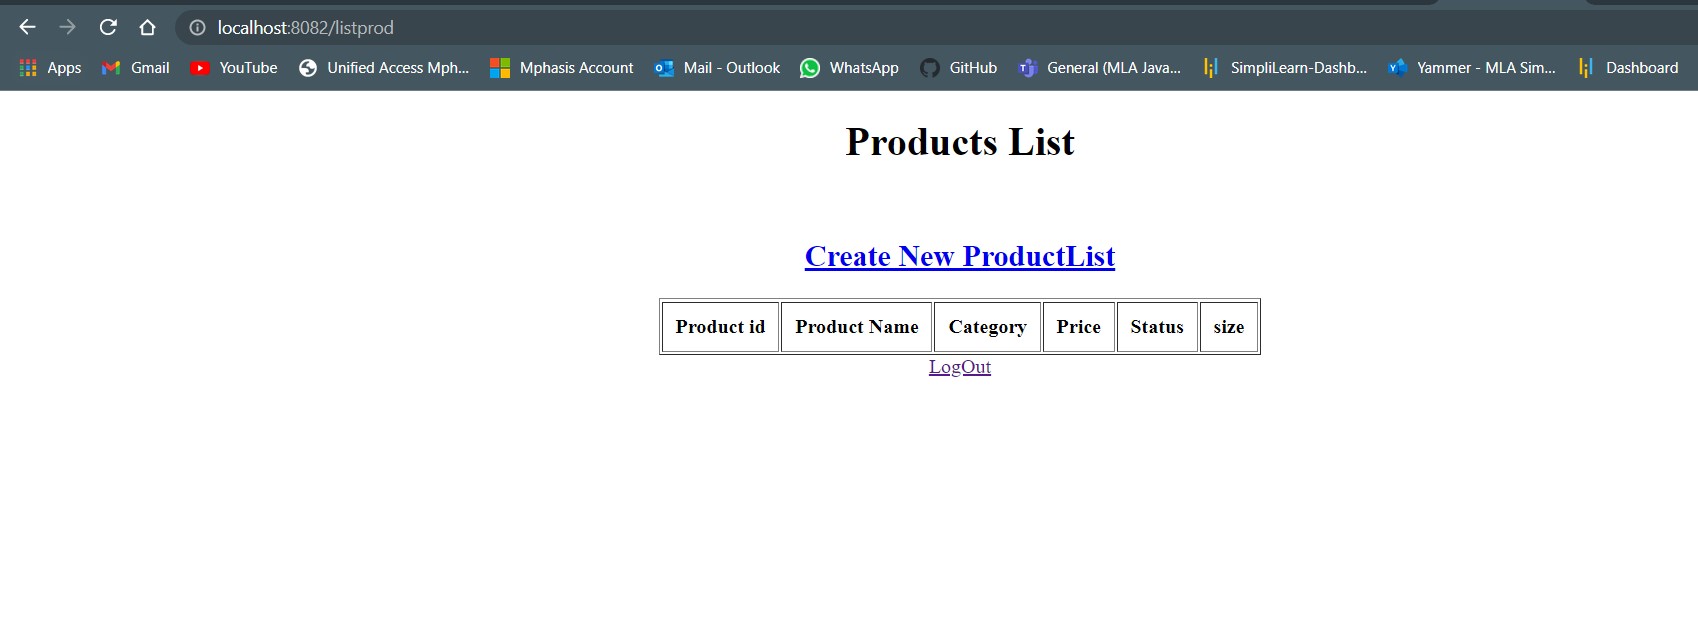 localhost:8082/listprod
Apps Gmail YouTube Unified Access Mph... Mphasis Account Mail - Outlook WhatsApp GitHub General (MLA Java... SimpliLearn-Dashb... Yammer - MLA Sim... Dashboard
Products List
Create New ProductList
Product id Product Name Category Price Status size
LogOut